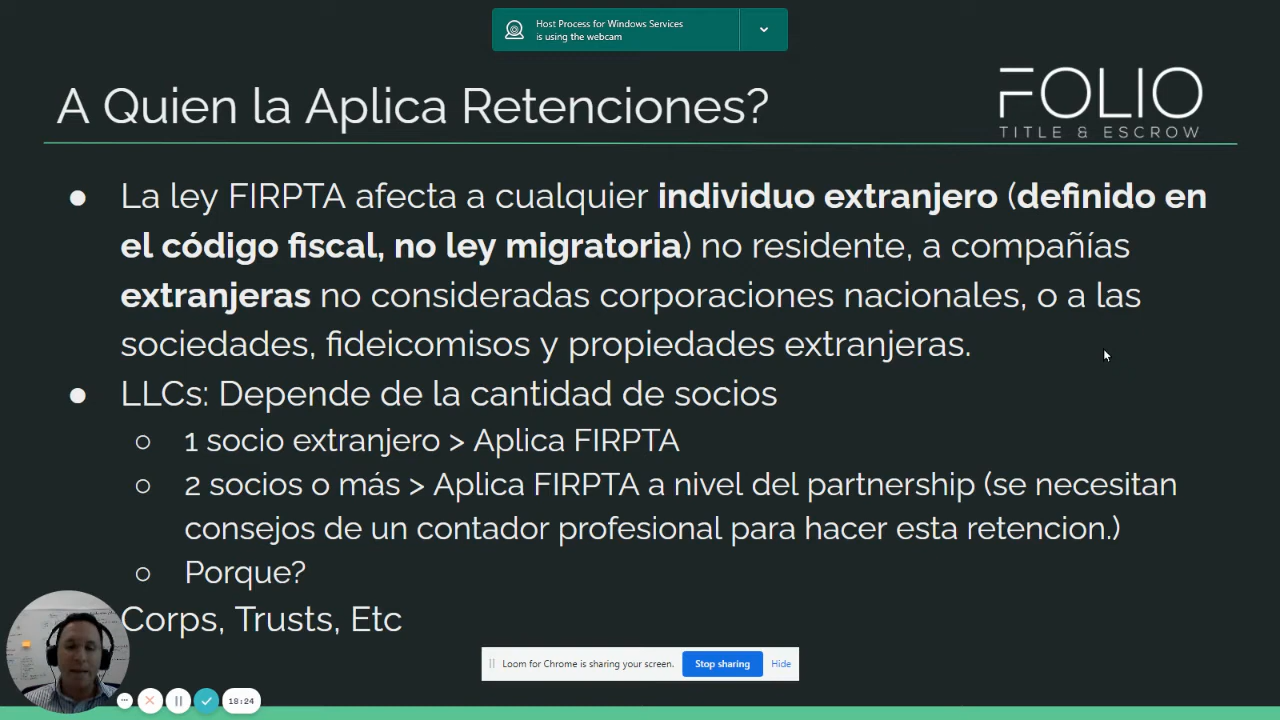 Host Process for Windows Services
is using the webcam
A Quien la Aplica Retenciones?
FOLIO
TITLE & ESCROW
● La ley FIRPTA afecta a cualquier individuo extranjero (definido en
el código fiscal, no ley migratoria) no residente, a compañías
extranjeras no consideradas corporaciones nacionales, o a las
sociedades, fideicomisos y propiedades extranjeras.
● LLCs: Depende de la cantidad de socios
○ 1 socio extranjero > Aplica FIRPTA
○ 2 socios o más > Aplica FIRPTA a nivel del partnership (se necesitan
consejos de un contador profesional para hacer esta retencion.)
○ Porque?
Corps, Trusts, Etc
Loom for Chrome is sharing your screen.
Stop sharing
Hide
18:24